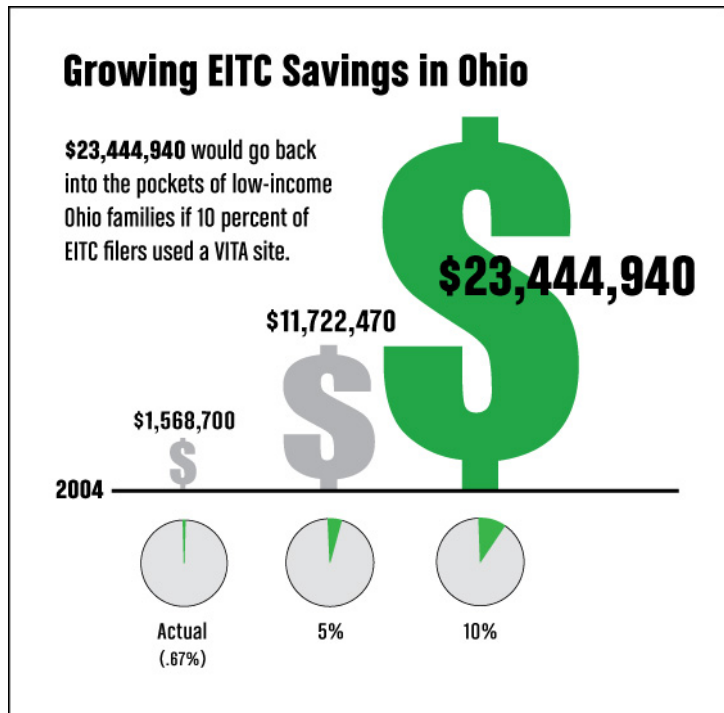 Growing EITC Savings in Ohio
$23,444,940 would go back
into the pockets of low-income
Ohio families if 10 percent of
EITC filers used a VITA site.
$
$23,444,940
$11,722,470
$
$1,568,700
$
2004
Actual
(.67%)
5%
10%